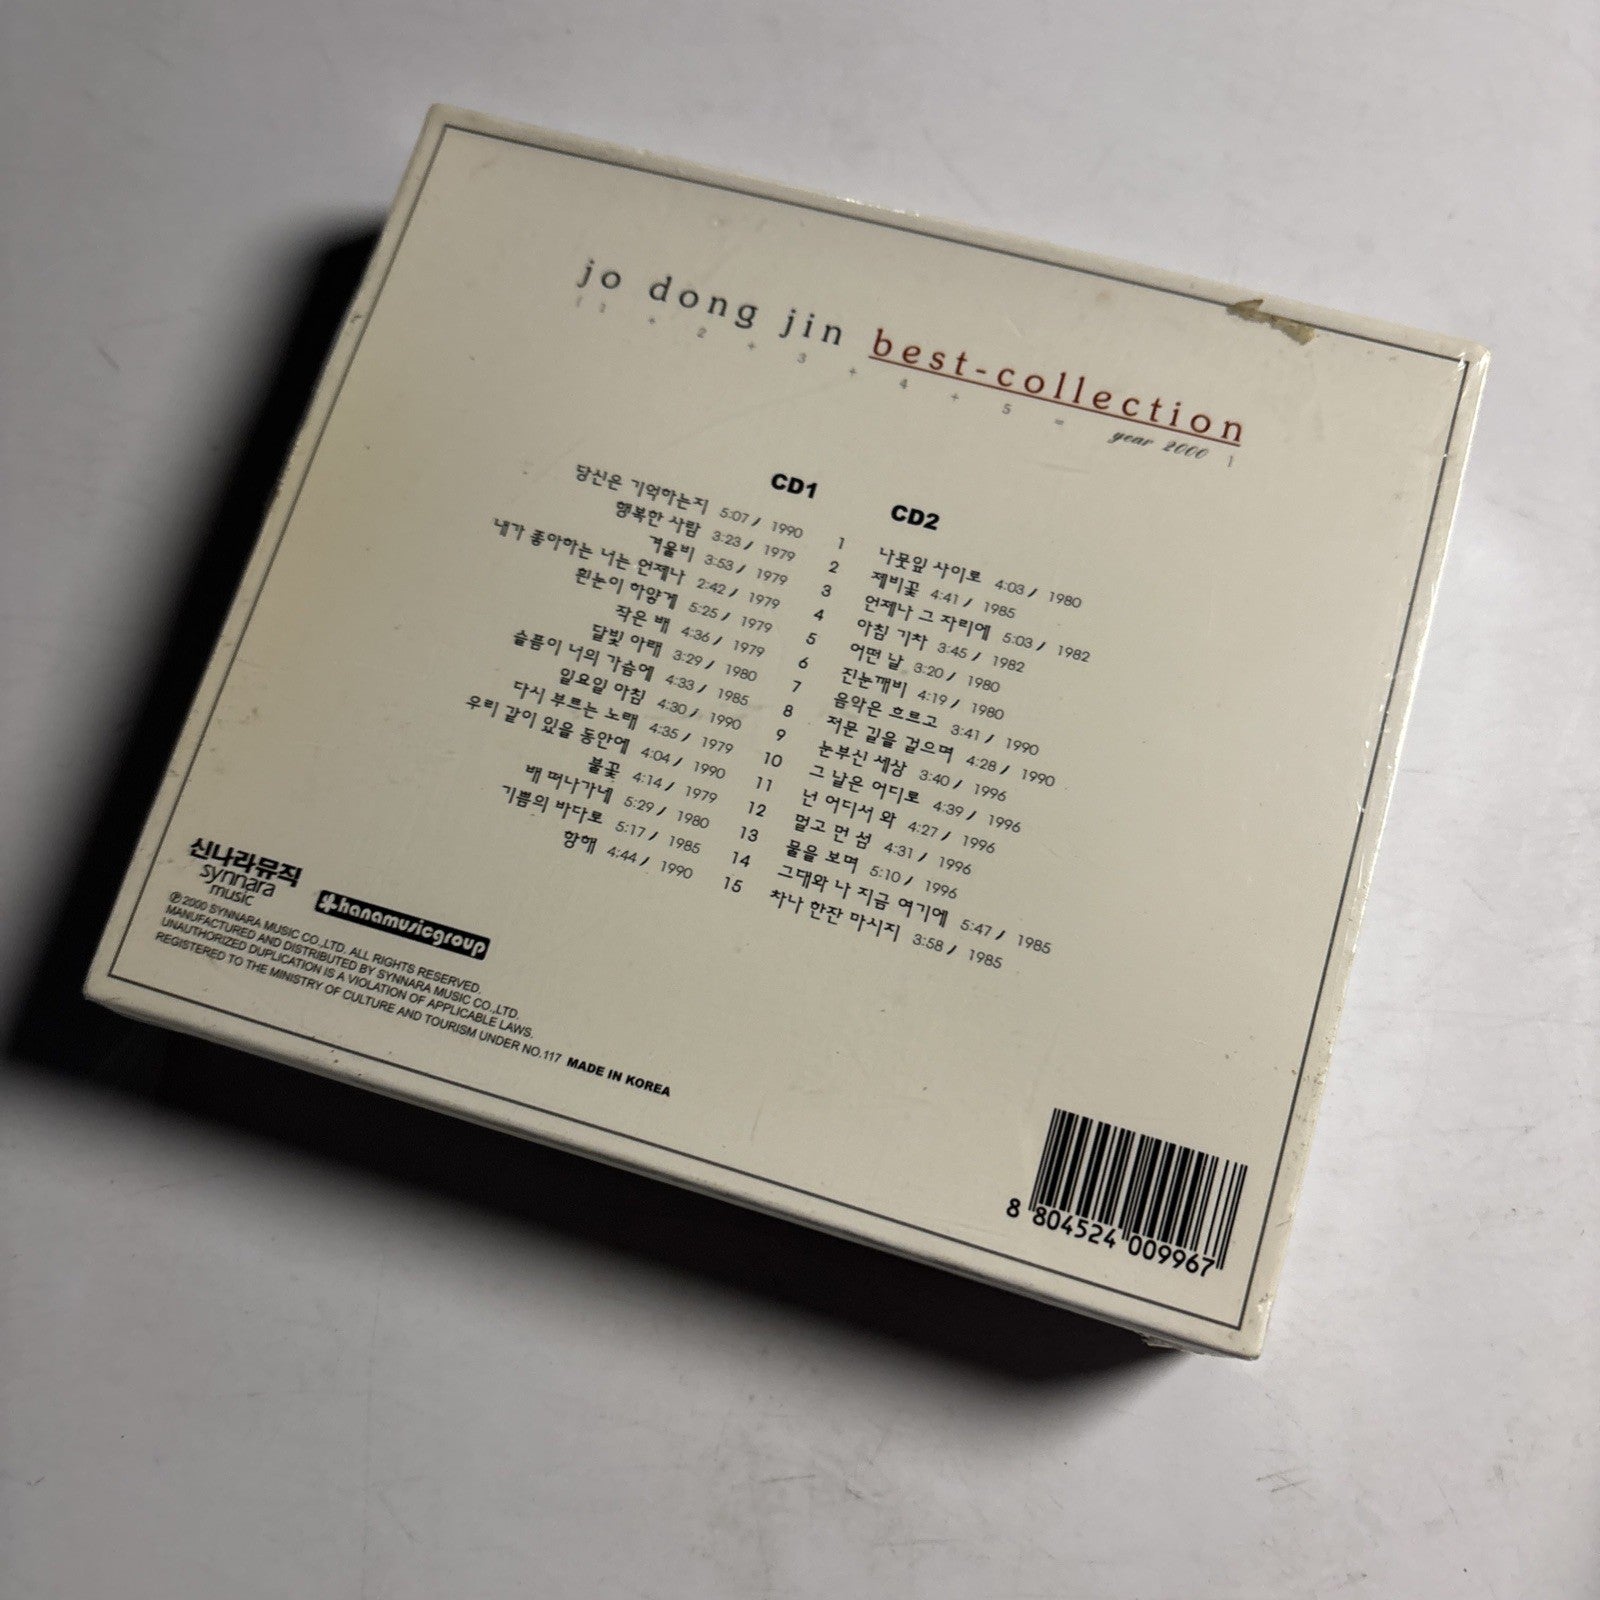 jo dong jin best-collection
( 1 + 2 + 3 + 4 + 5 = year 2000 )
CD1
당신은 기억하는지 5:07 / 1990 1
행복한 사람 3:23 / 1979 2
겨울비 3:53 / 1979 3
내가 좋아하는 너는 언제나 2:42 / 1979 4
흰눈이 하얗게 5:25 / 1979 5
작은 배 4:36 / 1979 6
달빛 아래 3:29 / 1980 7
슬픔이 너의 가슴에 4:33 / 1985 8
일요일 아침 4:30 / 1990 9
다시 부르는 노래 4:35 / 1979 10
우리 같이 있을 동안에 4:04 / 1990 11
불꽃 4:14 / 1979 12
배 떠나가네 5:29 / 1980 13
기쁨의 바다로 5:17 / 1985 14
항해 4:44 / 1990 15
CD2
나뭇잎 사이로 4:03 / 1980
제비꽃 4:41 / 1985
언제나 그 자리에 5:03 / 1982
아침 기차 3:45 / 1982
어떤 날 3:20 / 1980
진눈깨비 4:19 / 1980
음악은 흐르고 3:41 / 1990
저문 길을 걸으며 4:28 / 1990
눈부신 세상 3:40 / 1996
그 날은 어디로 4:39 / 1996
넌 어디서 와 4:27 / 1996
멀고 먼 섬 4:31 / 1996
물을 보며 5:10 / 1996
그대와 나 지금 여기에 5:47 / 1985
차나 한잔 마시지 3:58 / 1985
신나라뮤직
synnara
music
hanamusicgroup
℗ 2000 SYNNARA MUSIC CO.,LTD. ALL RIGHTS RESERVED.
MANUFACTURED AND DISTRIBUTED BY SYNNARA MUSIC CO.,LTD.
UNAUTHORIZED DUPLICATION IS A VIOLATION OF APPLICABLE LAWS.
REGISTERED TO THE MINISTRY OF CULTURE AND TOURISM UNDER NO.117 MADE IN KOREA
8 804524 009967